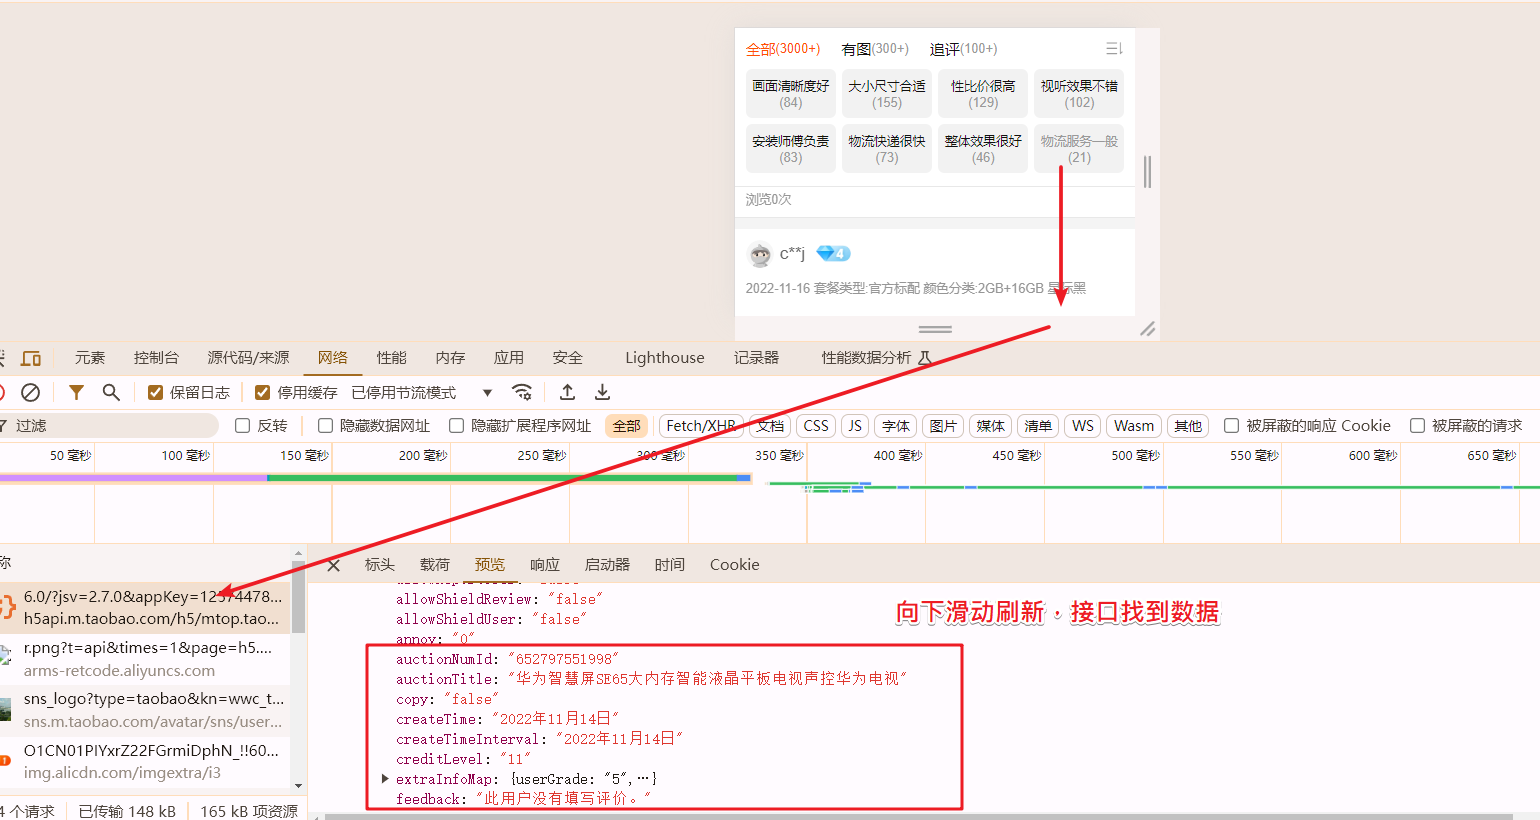 全部(3000+) 有图(300+) 追评(100+)
画面清晰度好 大小尺寸合适 性比价很高 视听效果不错
(84) (155) (129) (102)
安装师傅负责 物流快递很快 整体效果很好 物流服务一般
(83) (73) (46) (21)
浏览0次
c**j 4
2022-11-16 套餐类型:官方标配 颜色分类:2GB+16GB 星际黑
元素 控制台 源代码/来源 网络 性能 内存 应用 安全 Lighthouse 记录器 性能数据分析
保留日志 停用缓存 已停用节流模式
过滤 反转 隐藏数据网址 隐藏扩展程序网址 全部 Fetch/XHR 文档 CSS JS 字体 图片 媒体 清单 WS Wasm 其他 被屏蔽的响应 Cookie 被屏蔽的请求
50 毫秒 100 毫秒 150 毫秒 200 毫秒 250 毫秒 300 毫秒 350 毫秒 400 毫秒 450 毫秒 500 毫秒 550 毫秒 600 毫秒 650 毫秒
称
标头 载荷 预览 响应 启动器 时间 Cookie
6.0/?jsv=2.7.0&appKey=12574478...
h5api.m.taobao.com/h5/mtop.tao...
r.png?t=api&times=1&page=h5....
arms-retcode.aliyuncs.com
sns_logo?type=taobao&kn=wwc_t...
sns.m.taobao.com/avatar/sns/user...
O1CN01PIYxrZ22FGrmiDphN_!!60...
img.alicdn.com/imgextra/i3
4 个请求 已传输 148 kB 165 kB 项资源
allowShieldReview: "false"
allowShieldUser: "false"
annoy: "0"
auctionNumId: "652797551998"
auctionTitle: "华为智慧屏SE65大内存智能液晶平板电视声控华为电视"
copy: "false"
createTime: "2022年11月14日"
createTimeInterval: "2022年11月14日"
creditLevel: "11"
extraInfoMap: {userGrade: "5",…}
feedback: "此用户没有填写评价。"
向下滑动刷新，接口找到数据